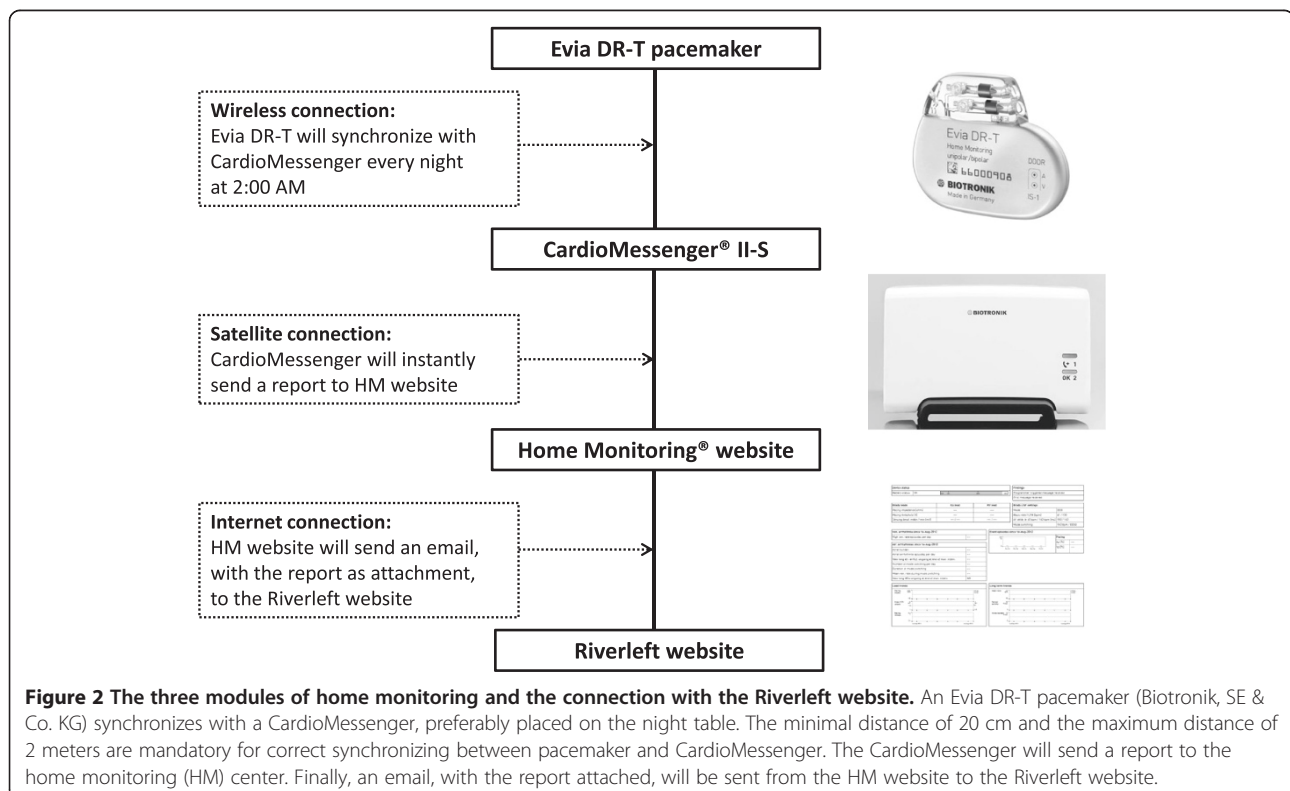 Evia DR-T pacemaker
Wireless connection:
Evia DR-T will synchronize with
CardioMessenger every night
at 2:00 AM
Evia DR-T
Home Monitoring
unipolar/bipolar
DDDR
66000908
BIOTRONIK
Made in Germany
IS-1
CardioMessenger® II-S
BIOTRONIK
1
OK 2
Satellite connection:
CardioMessenger will instantly
send a report to HM website
Home Monitoring® website
Internet connection:
HM website will send an email,
with the report as attachment,
to the Riverleft website
Riverleft website
Figure 2 The three modules of home monitoring and the connection with the Riverleft website. An Evia DR-T pacemaker (Biotronik, SE &
Co. KG) synchronizes with a CardioMessenger, preferably placed on the night table. The minimal distance of 20 cm and the maximum distance of
2 meters are mandatory for correct synchronizing between pacemaker and CardioMessenger. The CardioMessenger will send a report to the
home monitoring (HM) center. Finally, an email, with the report attached, will be sent from the HM website to the Riverleft website.